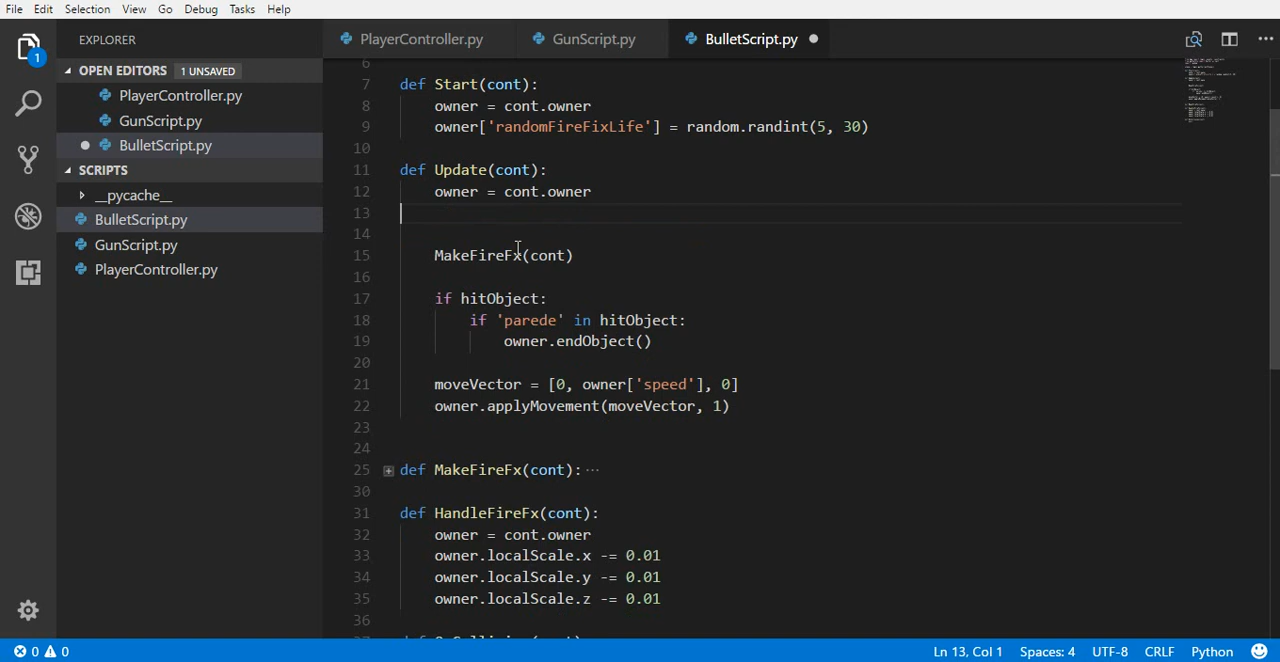 File Edit Selection View Go Debug Tasks Help
EXPLORER
PlayerController.py GunScript.py BulletScript.py
1
OPEN EDITORS 1 UNSAVED
PlayerController.py
GunScript.py
BulletScript.py
SCRIPTS
__pycache__
BulletScript.py
GunScript.py
PlayerController.py
6
7 def Start(cont):
8 owner = cont.owner
9 owner['randomFireFixLife'] = random.randint(5, 30)
10
11 def Update(cont):
12 owner = cont.owner
13
14
15 MakeFireFx(cont)
16
17 if hitObject:
18 if 'parede' in hitObject:
19 owner.endObject()
20
21 moveVector = [0, owner['speed'], 0]
22 owner.applyMovement(moveVector, 1)
23
24
25 def MakeFireFx(cont): ...
30
31 def HandleFireFx(cont):
32 owner = cont.owner
33 owner.localScale.x -= 0.01
34 owner.localScale.y -= 0.01
35 owner.localScale.z -= 0.01
36
0 0 Ln 13, Col 1 Spaces: 4 UTF-8 CRLF Python